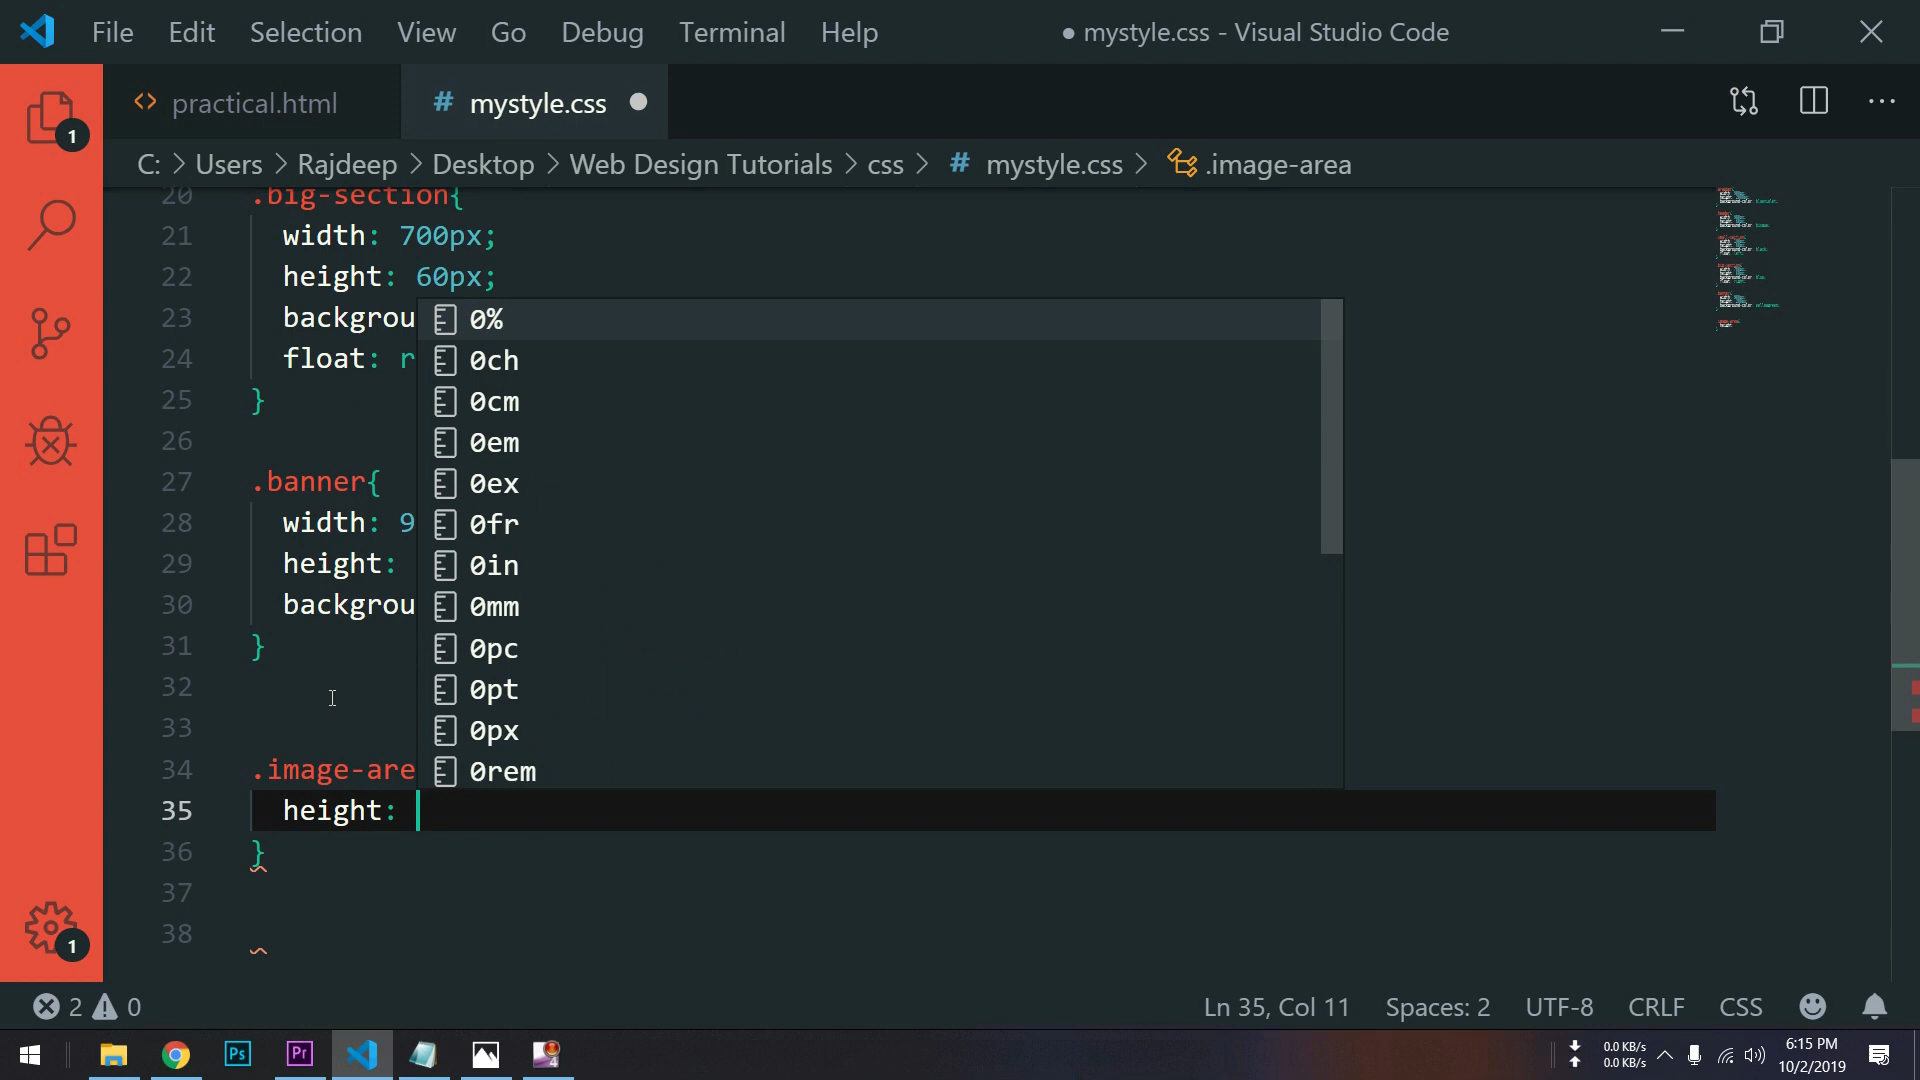 File Edit Selection View Go Debug Terminal Help ● mystyle.css - Visual Studio Code
<> practical.html # mystyle.css ●
1
C: > Users > Rajdeep > Desktop > Web Design Tutorials > css > # mystyle.css > .image-area
20 .big-section{
21 width: 700px;
22 height: 60px;
23 backgrou
24 float: r
25 }
26
27 .banner{
28 width: 9
29 height:
30 backgrou
31 }
32
33
34 .image-are
35 height:
36 }
37
38
0%
0ch
0cm
0em
0ex
0fr
0in
0mm
0pc
0pt
0px
0rem
1
2 0 Ln 35, Col 11 Spaces: 2 UTF-8 CRLF CSS
Ps Pr 4
0.0 KB/s
0.0 KB/s
6:15 PM
10/2/2019